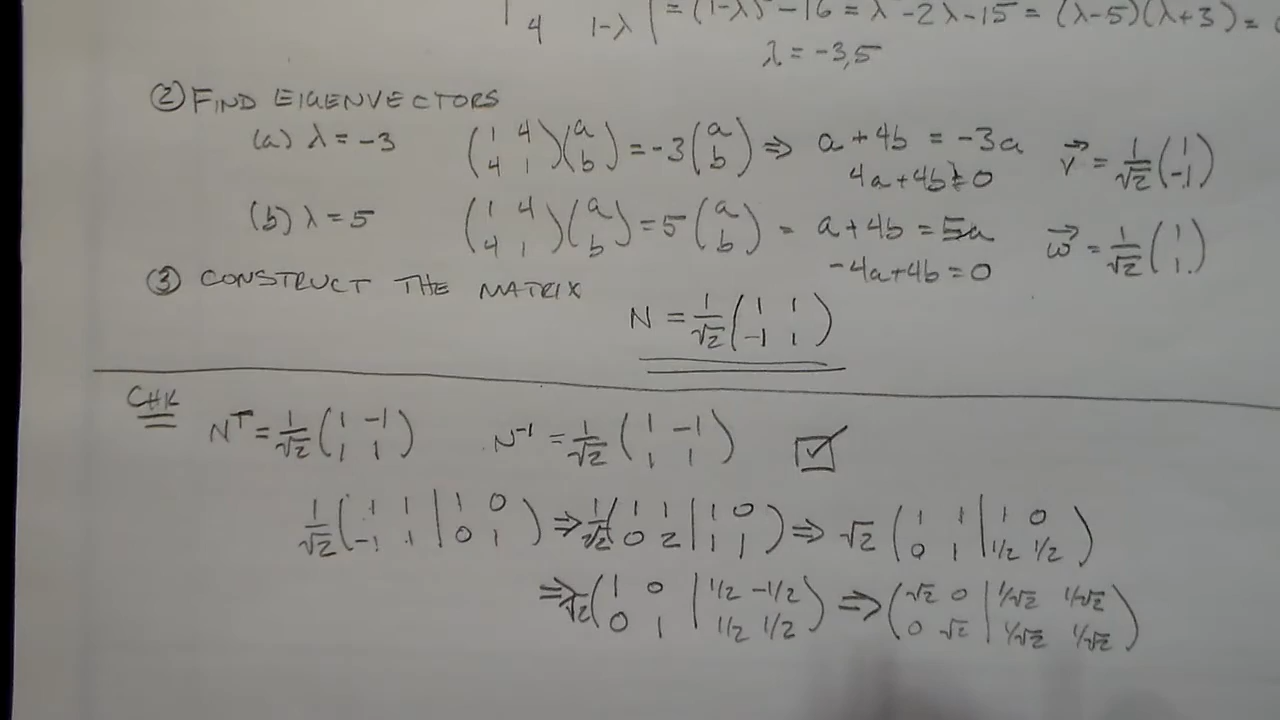 | 4 1-λ | = (1-λ) -16 = λ -2λ-15 = (λ-5)(λ+3) =
λ = -3,5
② FIND EIGENVECTORS
(a) λ = -3 (1 4 / 4 1)(a / b) = -3 (a / b) ⇒ a + 4b = -3a v⃗ = 1/√2 (1 / -1)
4a+4b=0
(b) λ = 5 (1 4 / 4 1)(a / b) = 5 (a / b) = a + 4b = 5a ω⃗ = 1/√2 (1 / 1)
-4a+4b=0
③ CONSTRUCT THE MATRIX
N = 1/√2 (1 1 / -1 1)
CHK
Nᵀ = 1/√2 (1 -1 / 1 1) N⁻¹ = 1/√2 (1 -1 / 1 1) ☑
1/√2 (1 1 | 1 0 / -1 1 | 0 1) ⇒ 1/√2 (1 1 | 1 0 / 0 2 | 1 1) ⇒ √2 (1 1 | 1 0 / 0 1 | 1/2 1/2)
⇒ √2 (1 0 | 1/2 -1/2 / 0 1 | 1/2 1/2) ⇒ (√2 0 | 1/√2 1/√2 / 0 √2 | 1/√2 1/√2)